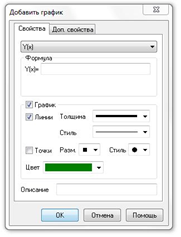 Добавить график
Свойства Доп. свойства
Y(x)
Формула
Y(x)=
График
Линии Толщина
Стиль
Точки Разм. Стиль
Цвет
Описание
OK Отмена Помощь